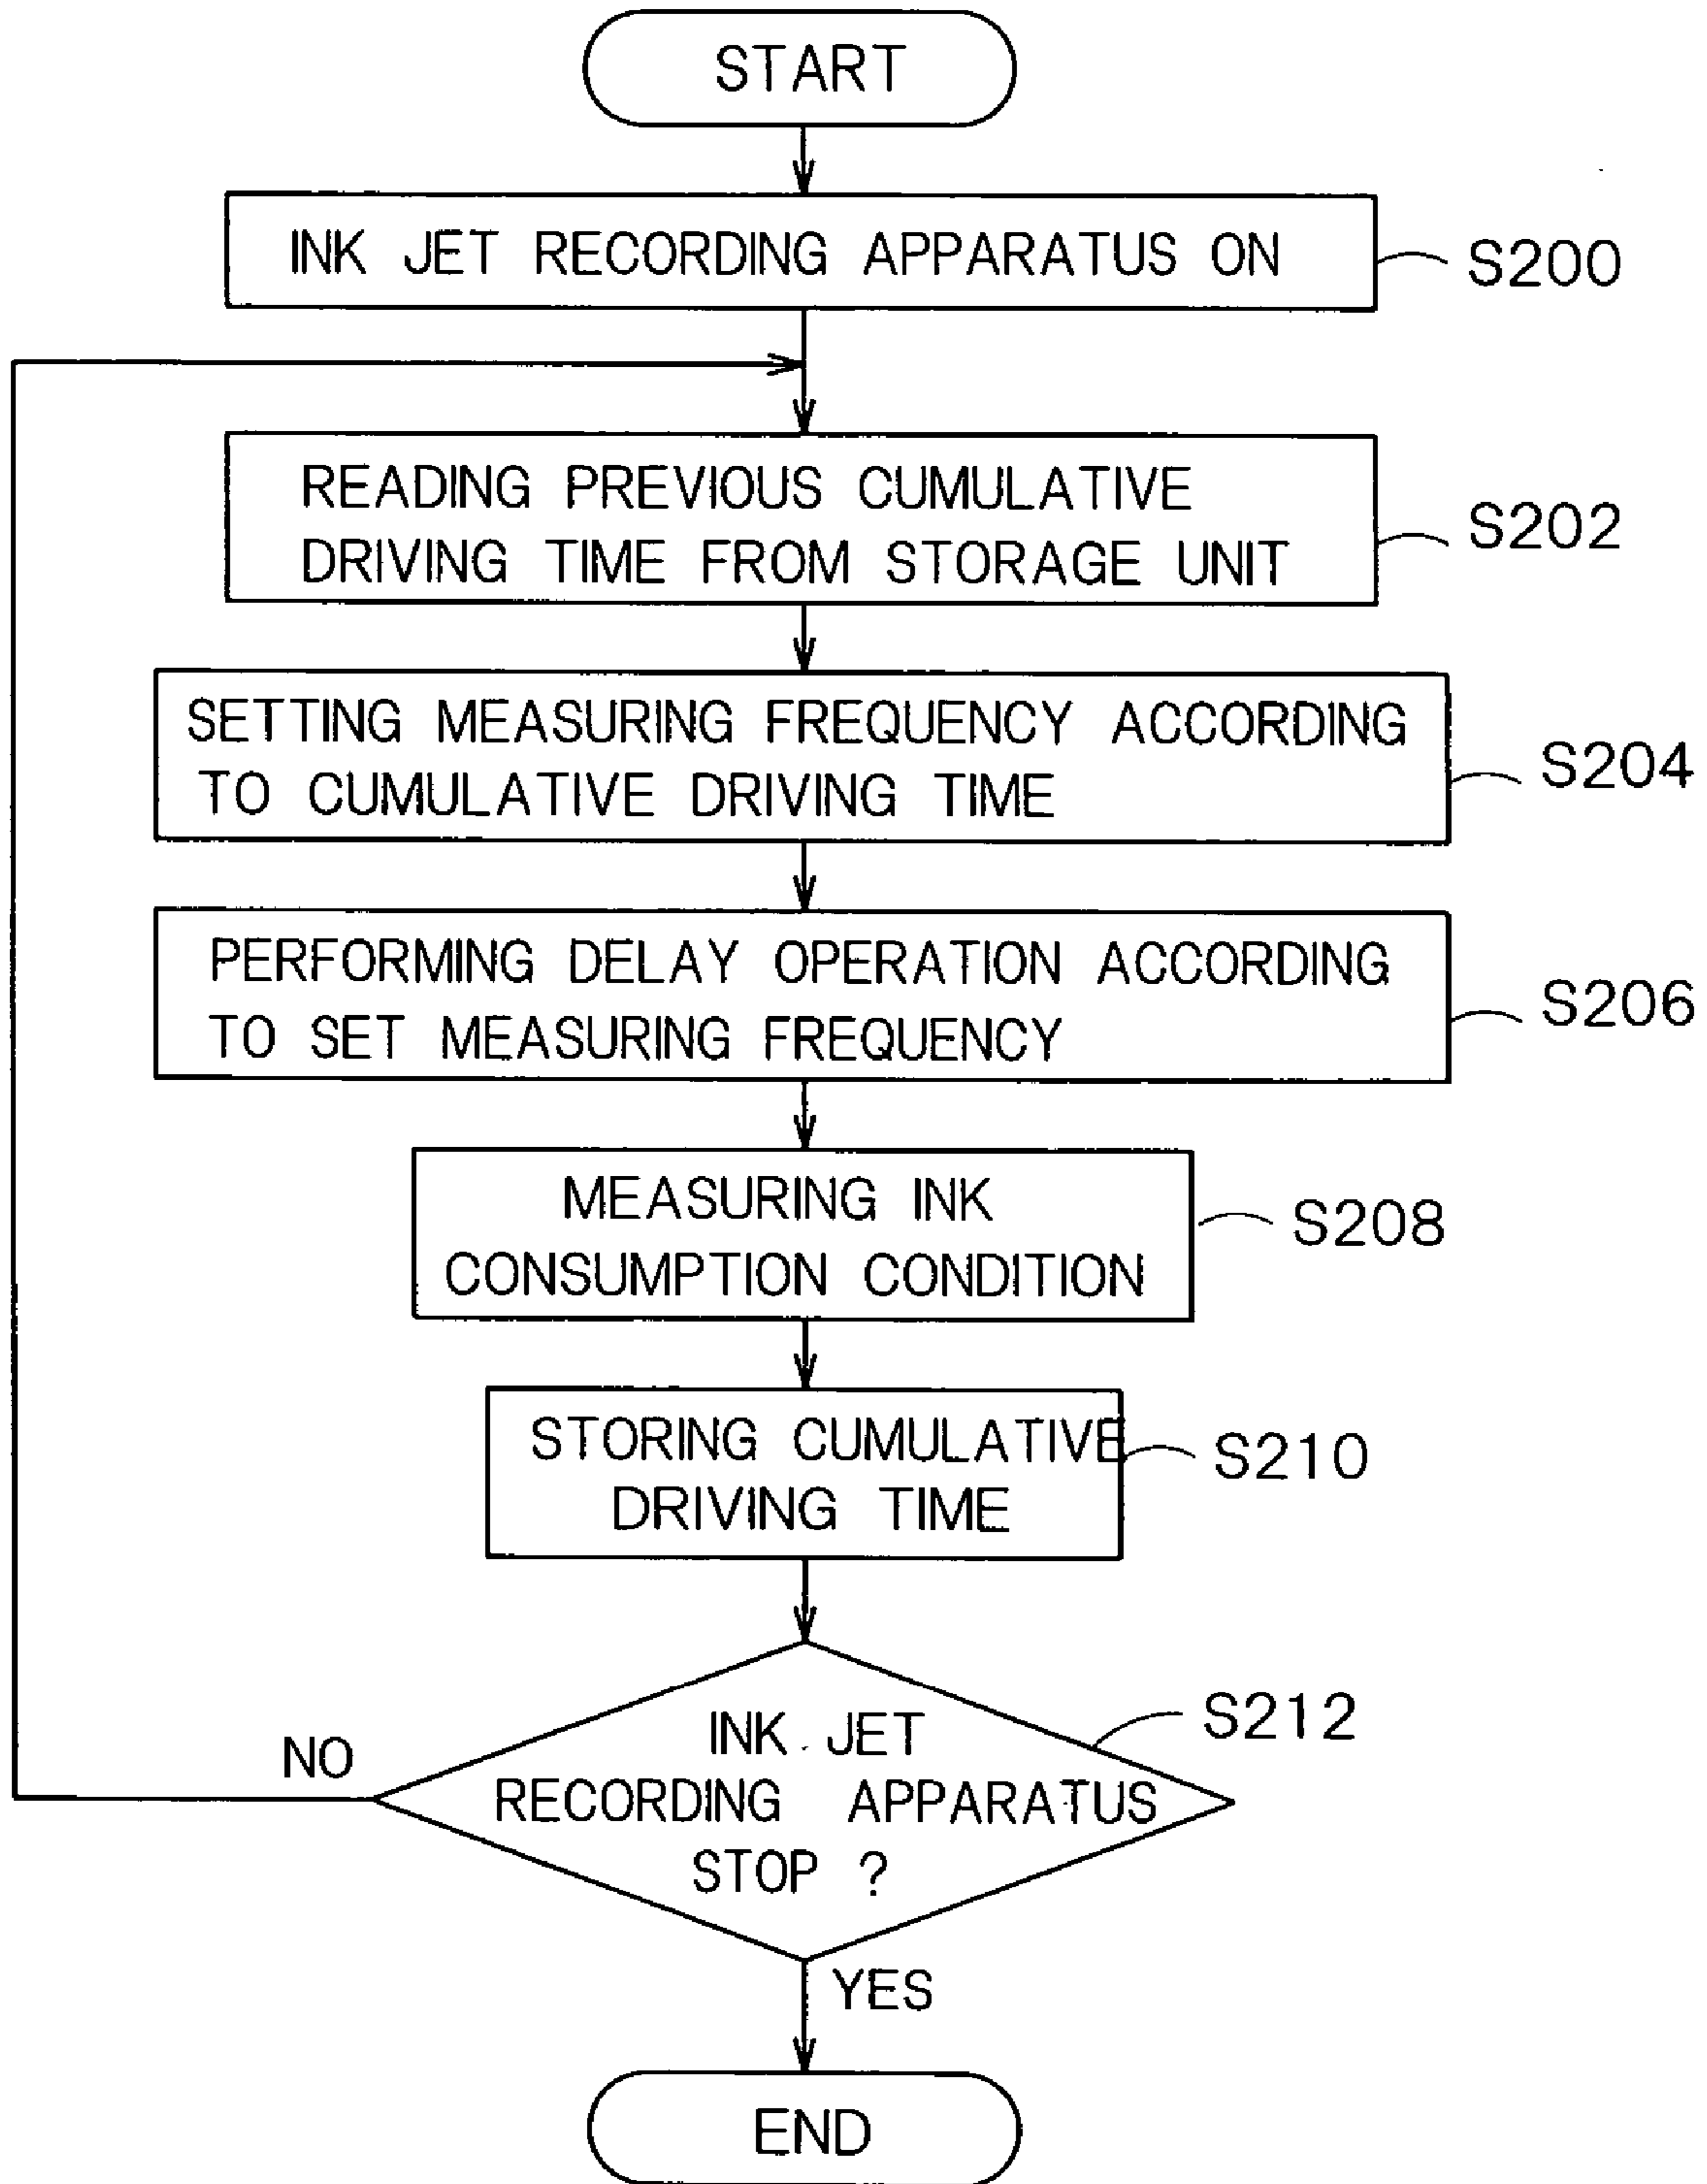 START
INK JET RECORDING APPARATUS ON
S200
READING PREVIOUS CUMULATIVE
DRIVING TIME FROM STORAGE UNIT
S202
SETTING MEASURING FREQUENCY ACCORDING
TO CUMULATIVE DRIVING TIME
S204
PERFORMING DELAY OPERATION ACCORDING
TO SET MEASURING FREQUENCY
S206
MEASURING INK
CONSUMPTION CONDITION
S208
STORING CUMULATIVE
DRIVING TIME
S210
INK JET
RECORDING APPARATUS
STOP ?
S212
NO
YES
END